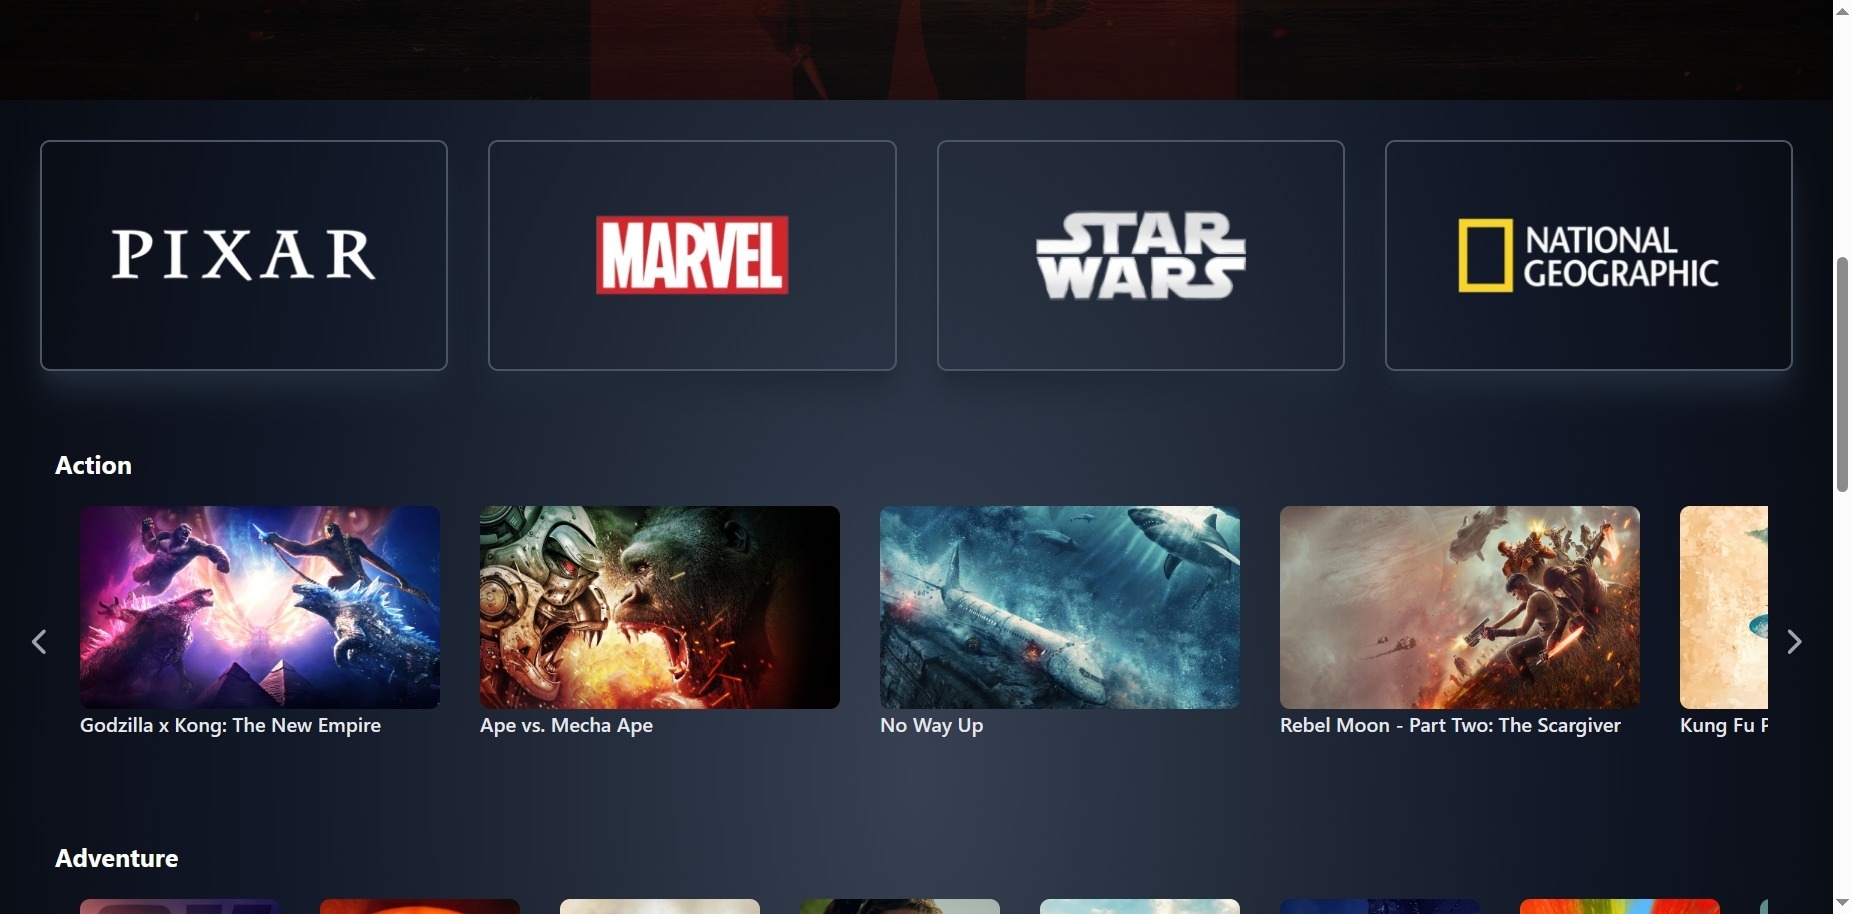 PIXAR
MARVEL
STAR
WARS
NATIONAL
GEOGRAPHIC
Action
Godzilla x Kong: The New Empire
Ape vs. Mecha Ape
No Way Up
Rebel Moon - Part Two: The Scargiver
Kung Fu
Adventure